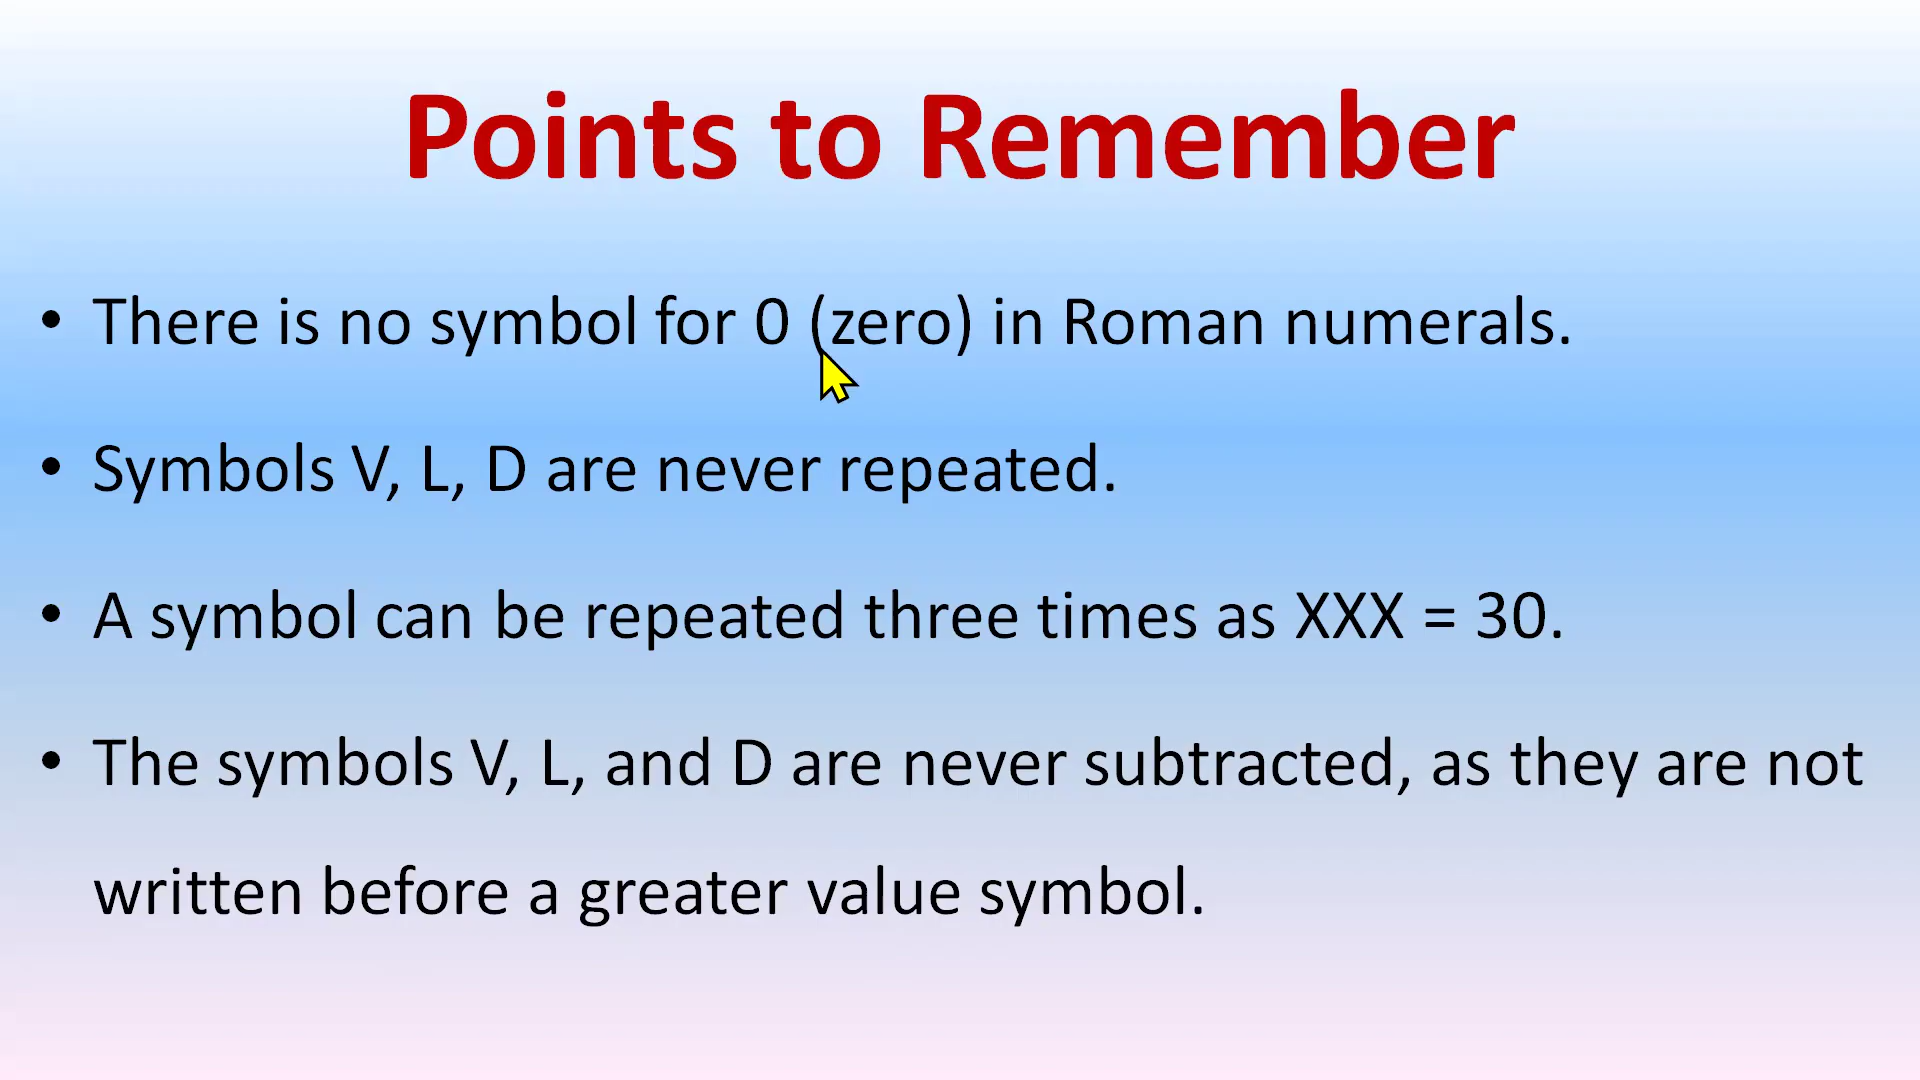 Points to Remember
• There is no symbol for 0 (zero) in Roman numerals.
• Symbols V, L, D are never repeated.
• A symbol can be repeated three times as XXX = 30.
• The symbols V, L, and D are never subtracted, as they are not
written before a greater value symbol.